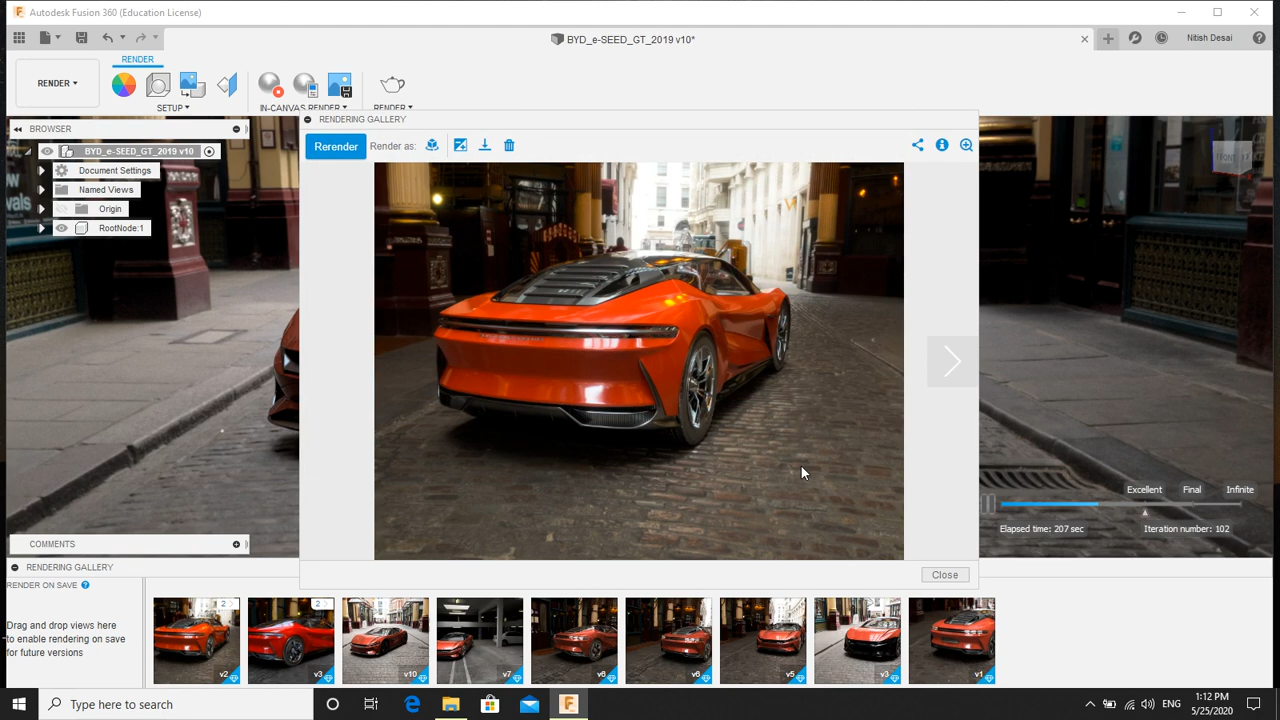 Autodesk Fusion 360 (Education License)
BYD_e-SEED_GT_2019 v10*
Nitish Desai
RENDER
RENDER
SETUP
IN-CANVAS RENDER
RENDER
BROWSER
BYD_e-SEED_GT_2019 v10
Document Settings
Named Views
Origin
RootNode:1
RENDERING GALLERY
Rerender
Render as:
Close
Excellent
Final
Infinite
Elapsed time: 207 sec
Iteration number: 102
COMMENTS
RENDERING GALLERY
RENDER ON SAVE
Drag and drop views here
to enable rendering on save
for future versions
2
v2
2
v3
v10
v7
v6
v6
v5
v3
v1
Type here to search
ENG
1:12 PM
5/25/2020